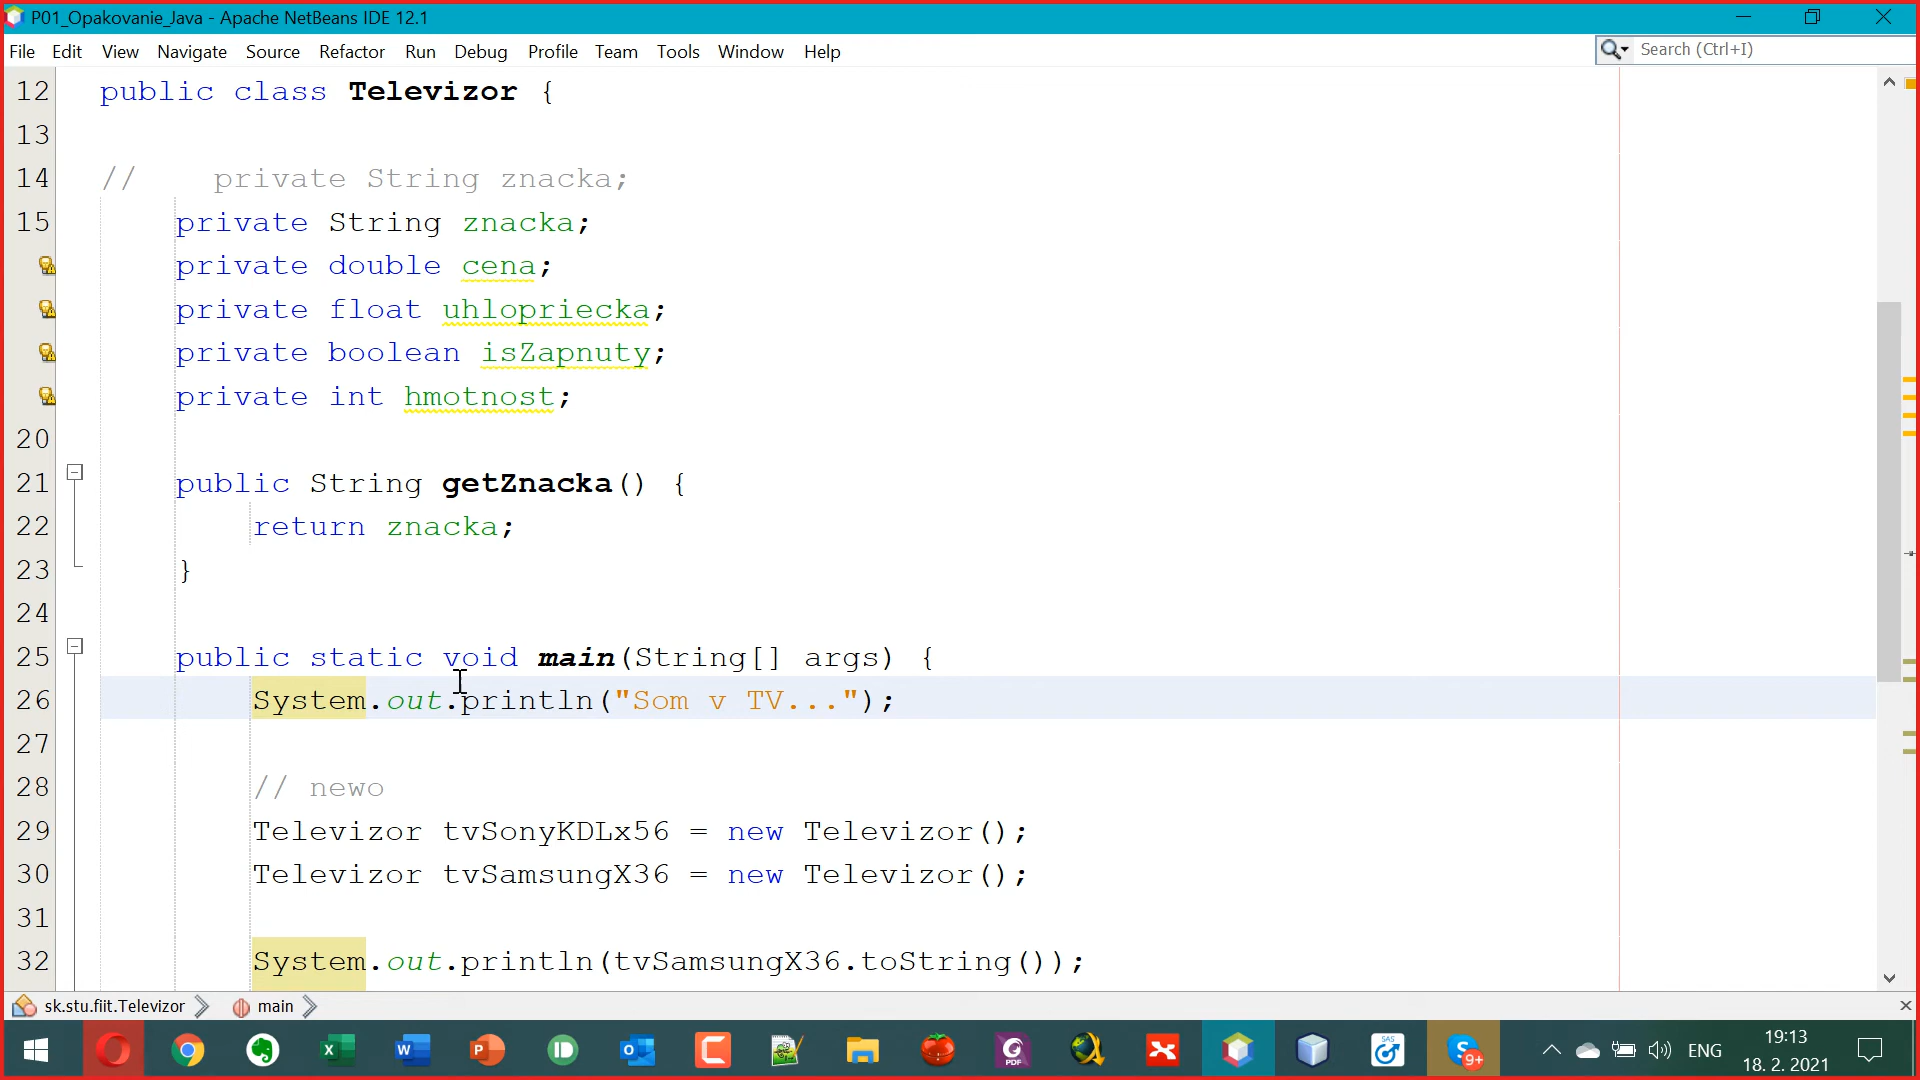 P01_Opakovanie_Java - Apache NetBeans IDE 12.1
File Edit View Navigate Source Refactor Run Debug Profile Team Tools Window Help
Search (Ctrl+I)
12 public class Televizor {
13
14 // private String znacka;
15 private String znacka;
private double cena;
private float uhlopriecka;
private boolean isZapnuty;
private int hmotnost;
20
21 public String getZnacka() {
22 return znacka;
23 }
24
25 public static void main(String[] args) {
26 System.out.println("Som v TV...");
27
28 // newo
29 Televizor tvSonyKDLx56 = new Televizor();
30 Televizor tvSamsungX36 = new Televizor();
31
32 System.out.println(tvSamsungX36.toString());
sk.stu.fiit.Televizor main
PDF
SAS
9+
ENG
19:13
18. 2. 2021